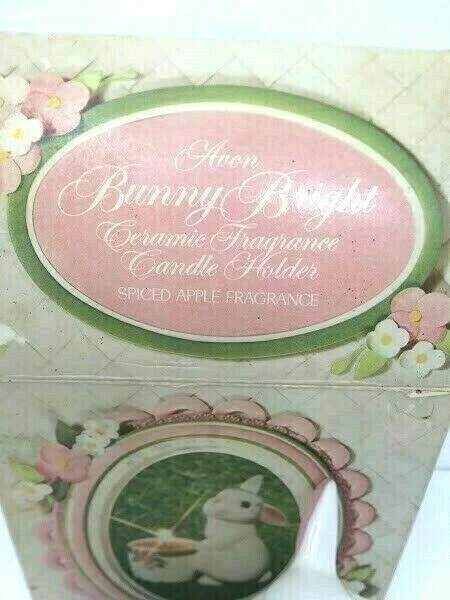 Avon
Bunny Bright
Ceramic Fragrance
Candle Holder
SPICED APPLE FRAGRANCE